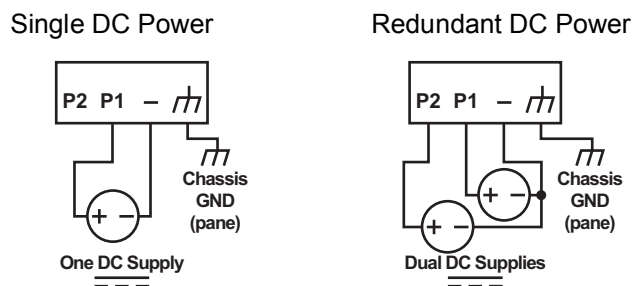 Single DC Power
P2 P1 –
Chassis
GND
(pane)
+ –
One DC Supply
Redundant DC Power
P2 P1 –
Chassis
GND
(pane)
+ –
+ –
Dual DC Supplies